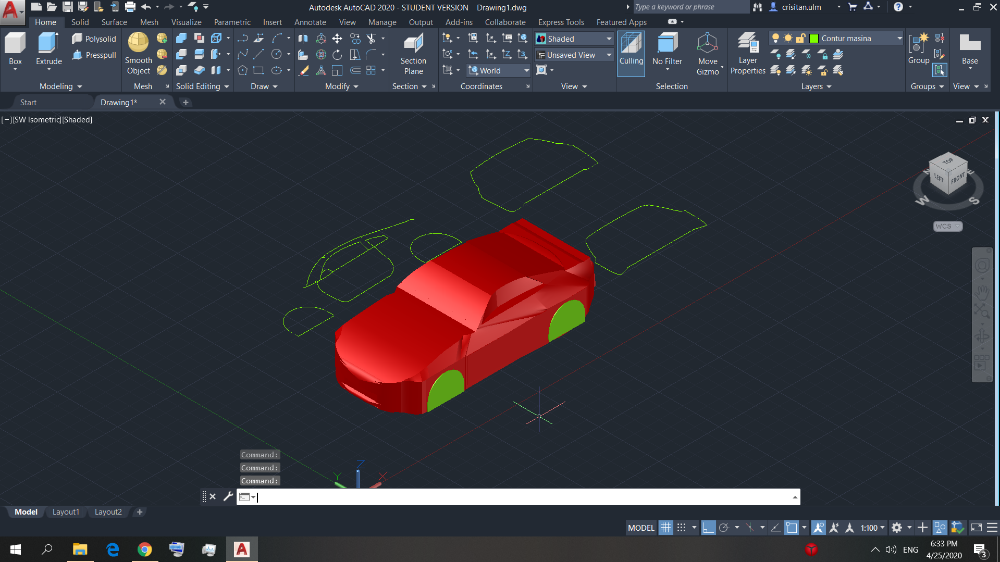 Autodesk AutoCAD 2020 - STUDENT VERSION Drawing1.dwg
Type a keyword or phrase
crisitan.ulm
Home Solid Surface Mesh Visualize Parametric Insert Annotate View Manage Output Add-ins Collaborate Express Tools Featured Apps
Box
Extrude
Polysolid
Presspull
Smooth
Object
Section
Plane
World
Shaded
Unsaved View
Culling
No Filter
Move
Gizmo
Layer
Properties
Contur masina
Group
Base
Modeling
Mesh
Solid Editing
Draw
Modify
Section
Coordinates
View
Selection
Layers
Groups
View
Start
Drawing1*
[−][SW Isometric][Shaded]
TOP
LEFT
FRONT
W
S
WCS
Command:
Command:
Command:
Z
Y
X
Model Layout1 Layout2
MODEL
1:100
ENG
6:33 PM
4/25/2020
3